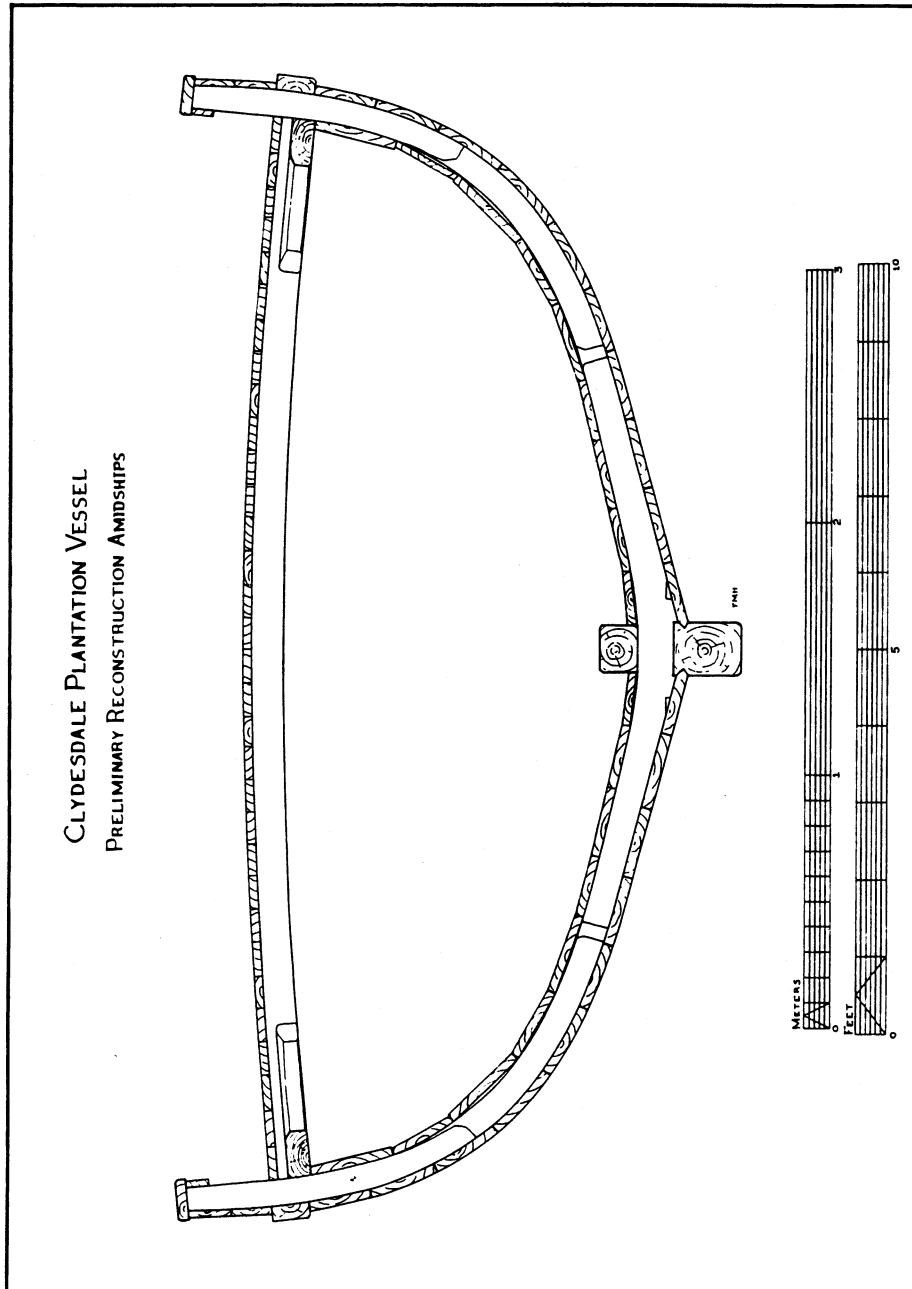 CLYDESDALE PLANTATION VESSEL
PRELIMINARY RECONSTRUCTION AMIDSHIPS
TMH
METERS
0 1 2 3
FEET
0 5 10